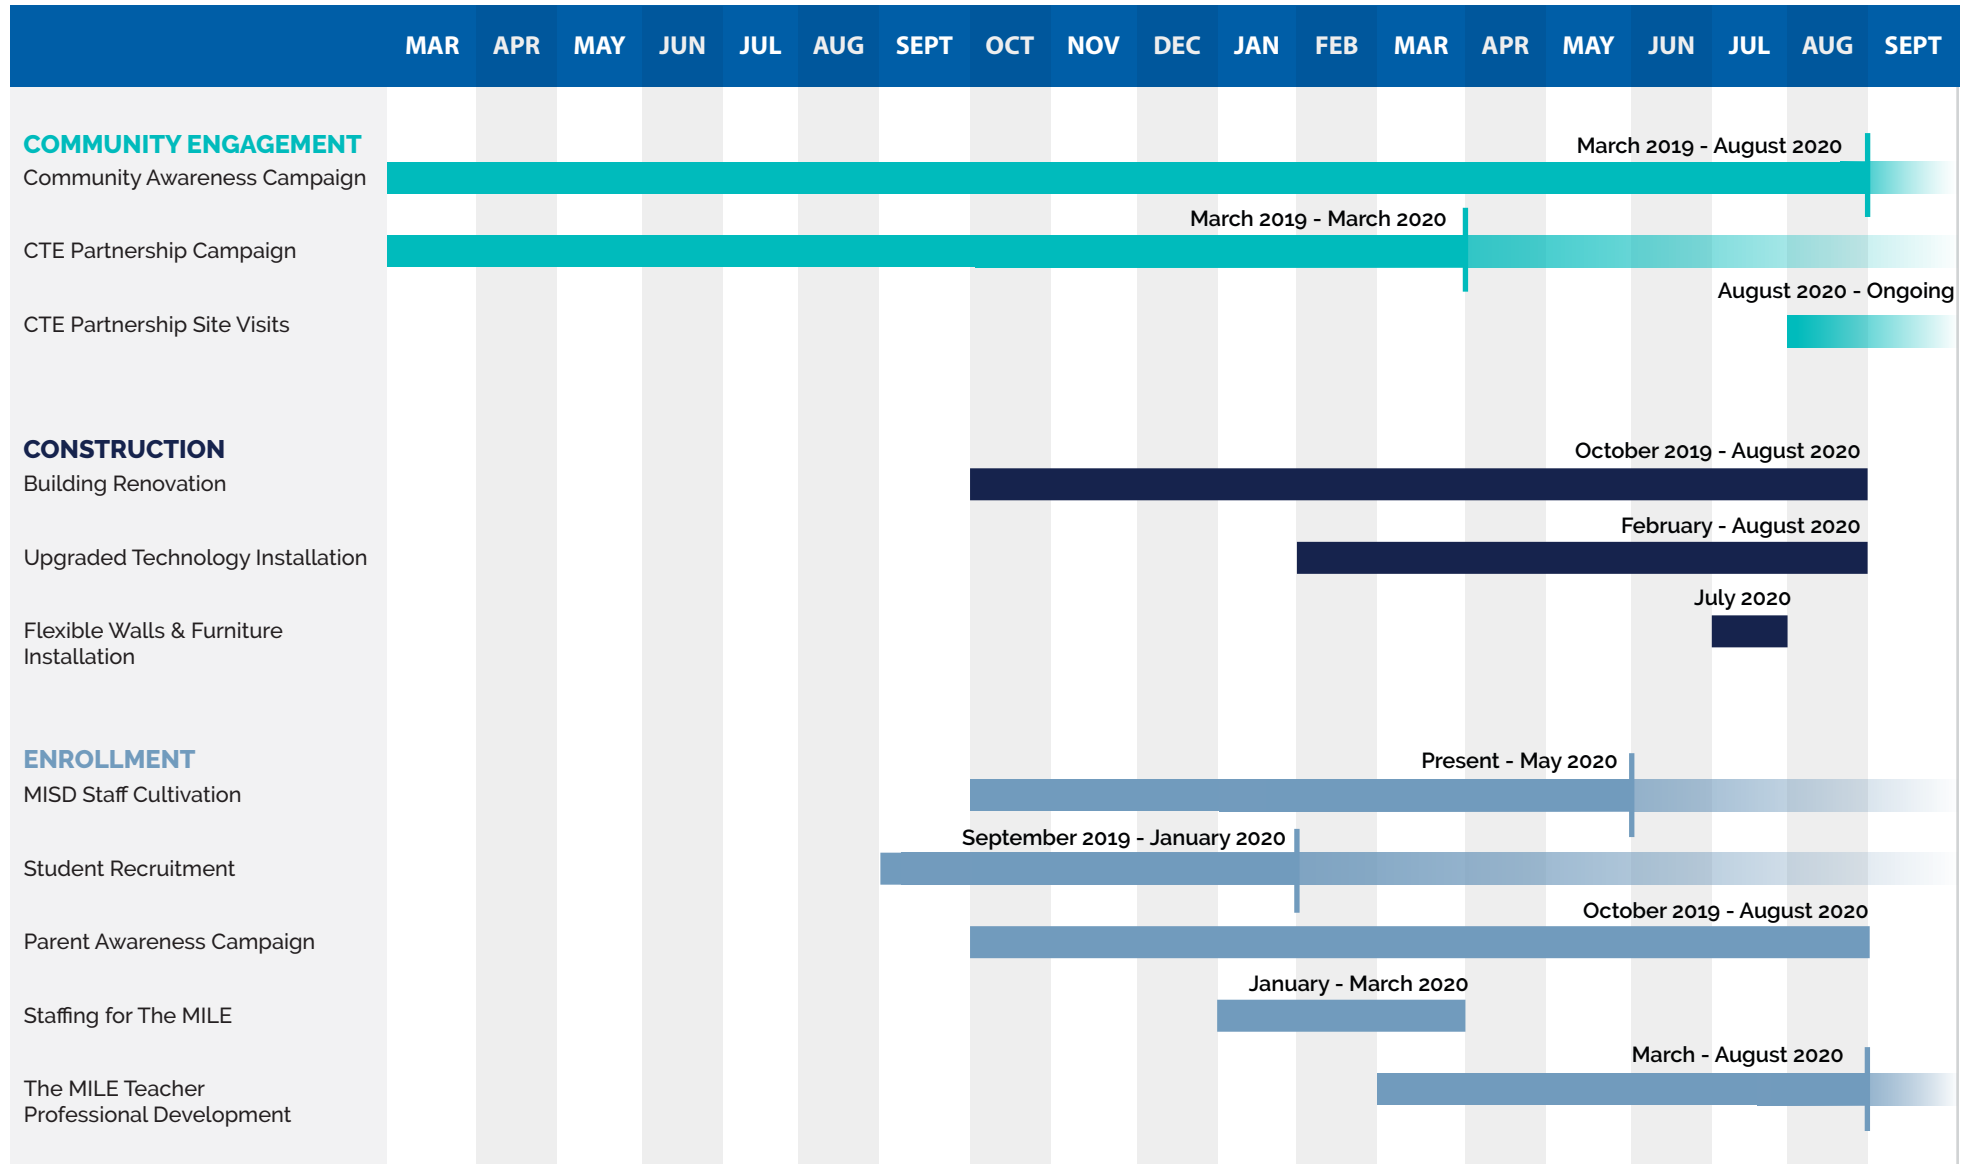 MAR APR MAY JUN JUL AUG SEPT OCT NOV DEC JAN FEB MAR APR MAY JUN JUL AUG SEPT
COMMUNITY ENGAGEMENT
March 2019 - August 2020
Community Awareness Campaign
March 2019 - March 2020
CTE Partnership Campaign
August 2020 - Ongoing
CTE Partnership Site Visits
CONSTRUCTION
October 2019 - August 2020
Building Renovation
February - August 2020
Upgraded Technology Installation
July 2020
Flexible Walls & Furniture
Installation
ENROLLMENT
Present - May 2020
MISD Staff Cultivation
September 2019 - January 2020
Student Recruitment
October 2019 - August 2020
Parent Awareness Campaign
January - March 2020
Staffing for The MILE
March - August 2020
The MILE Teacher
Professional Development